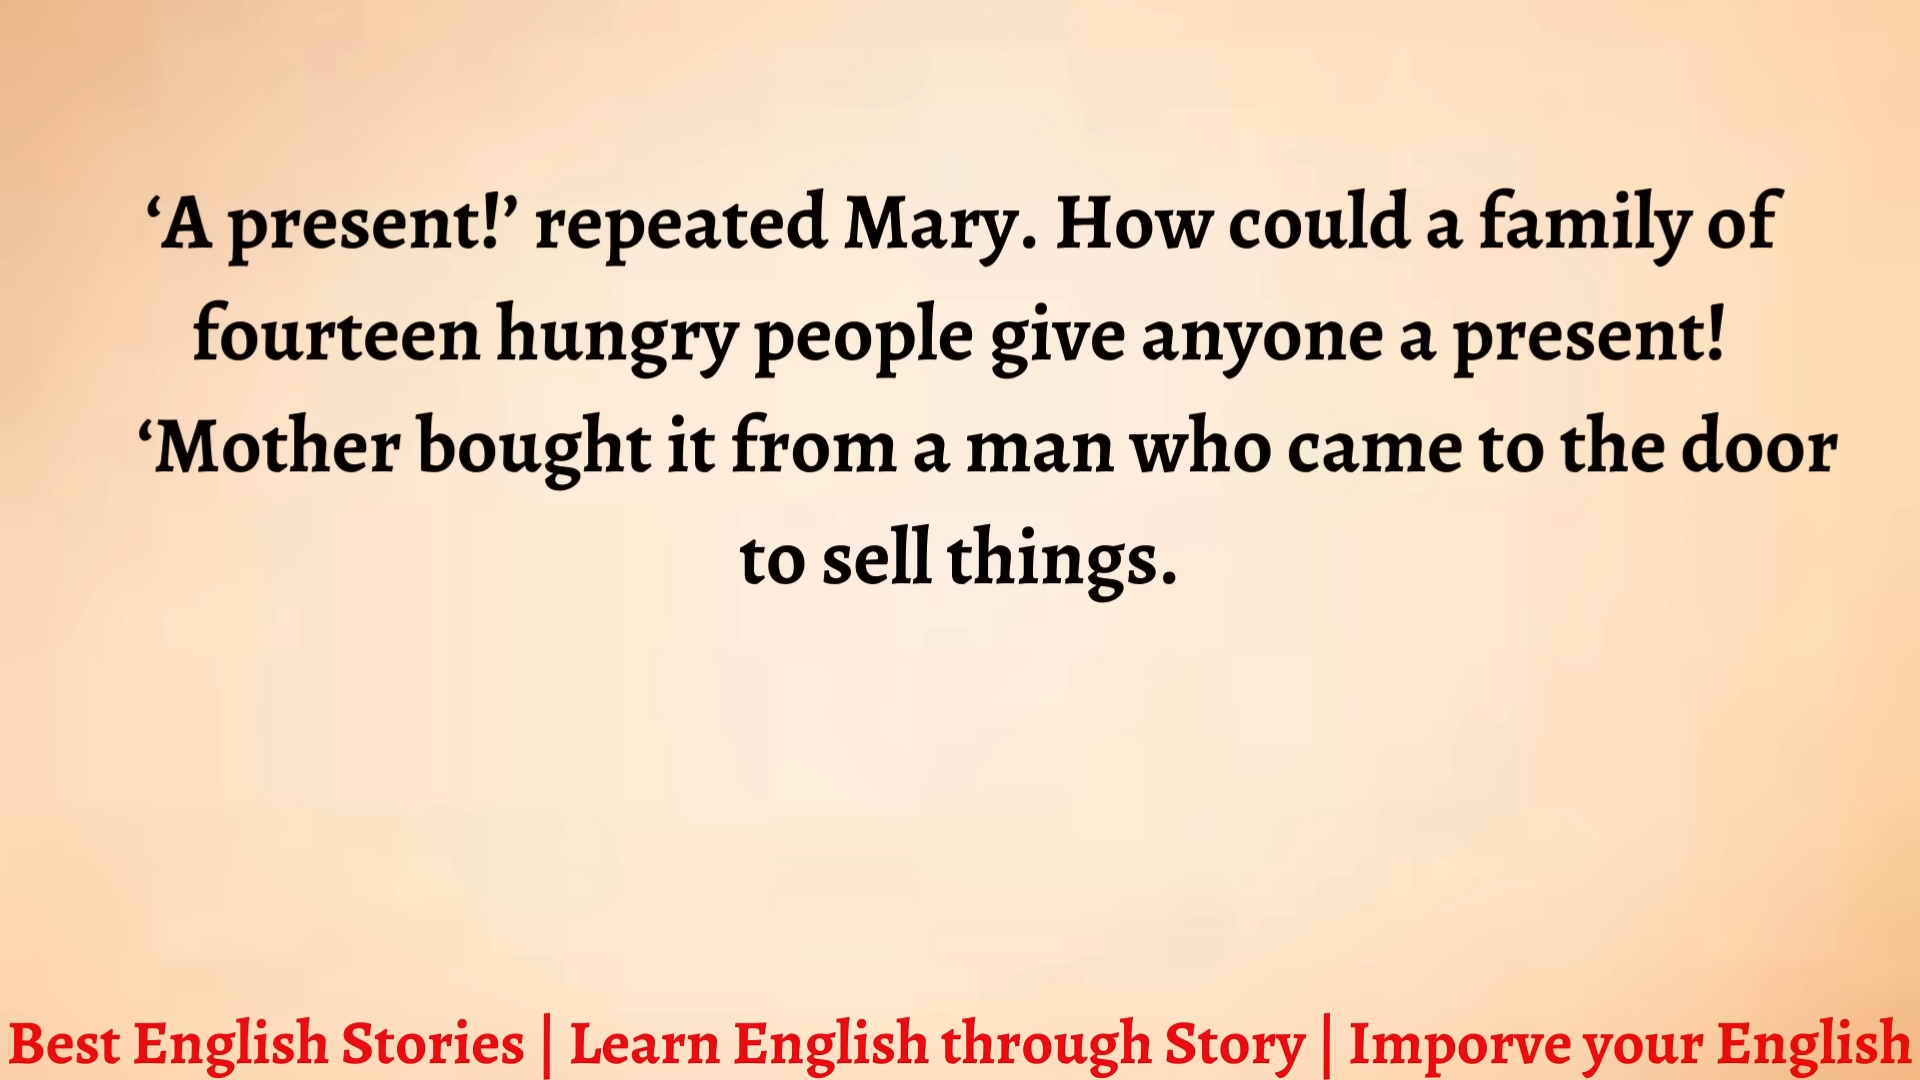 ‘A present!’ repeated Mary. How could a family of
fourteen hungry people give anyone a present!
‘Mother bought it from a man who came to the door
to sell things.
Best English Stories | Learn English through Story | Imporve your English